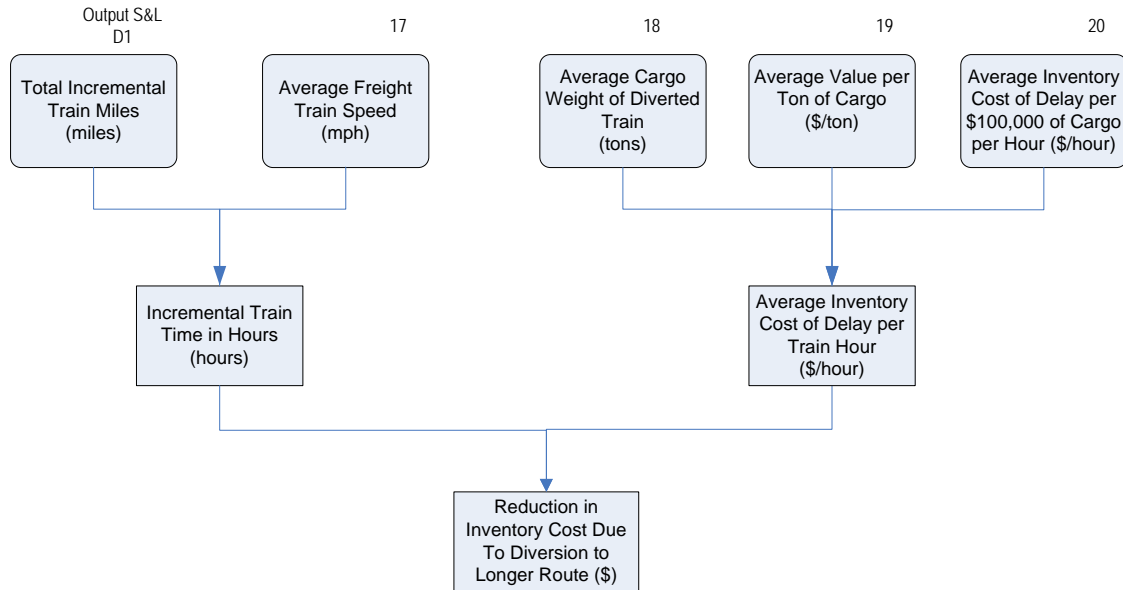 Output S&L
D1
17
18
19
20
Total Incremental
Train Miles
(miles)
Average Freight
Train Speed
(mph)
Average Cargo
Weight of Diverted
Train
(tons)
Average Value per
Ton of Cargo
($/ton)
Average Inventory
Cost of Delay per
$100,000 of Cargo
per Hour ($/hour)
Incremental Train
Time in Hours
(hours)
Average Inventory
Cost of Delay per
Train Hour
($/hour)
Reduction in
Inventory Cost Due
To Diversion to
Longer Route ($)